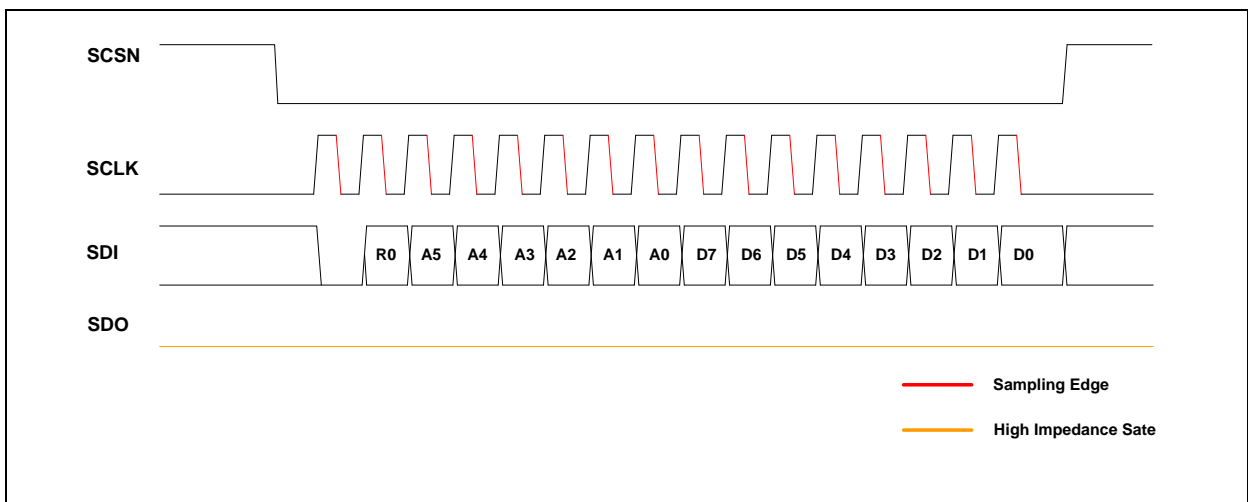 SCSN
SCLK
SDI R0 A5 A4 A3 A2 A1 A0 D7 D6 D5 D4 D3 D2 D1 D0
SDO
Sampling Edge
High Impedance Sate